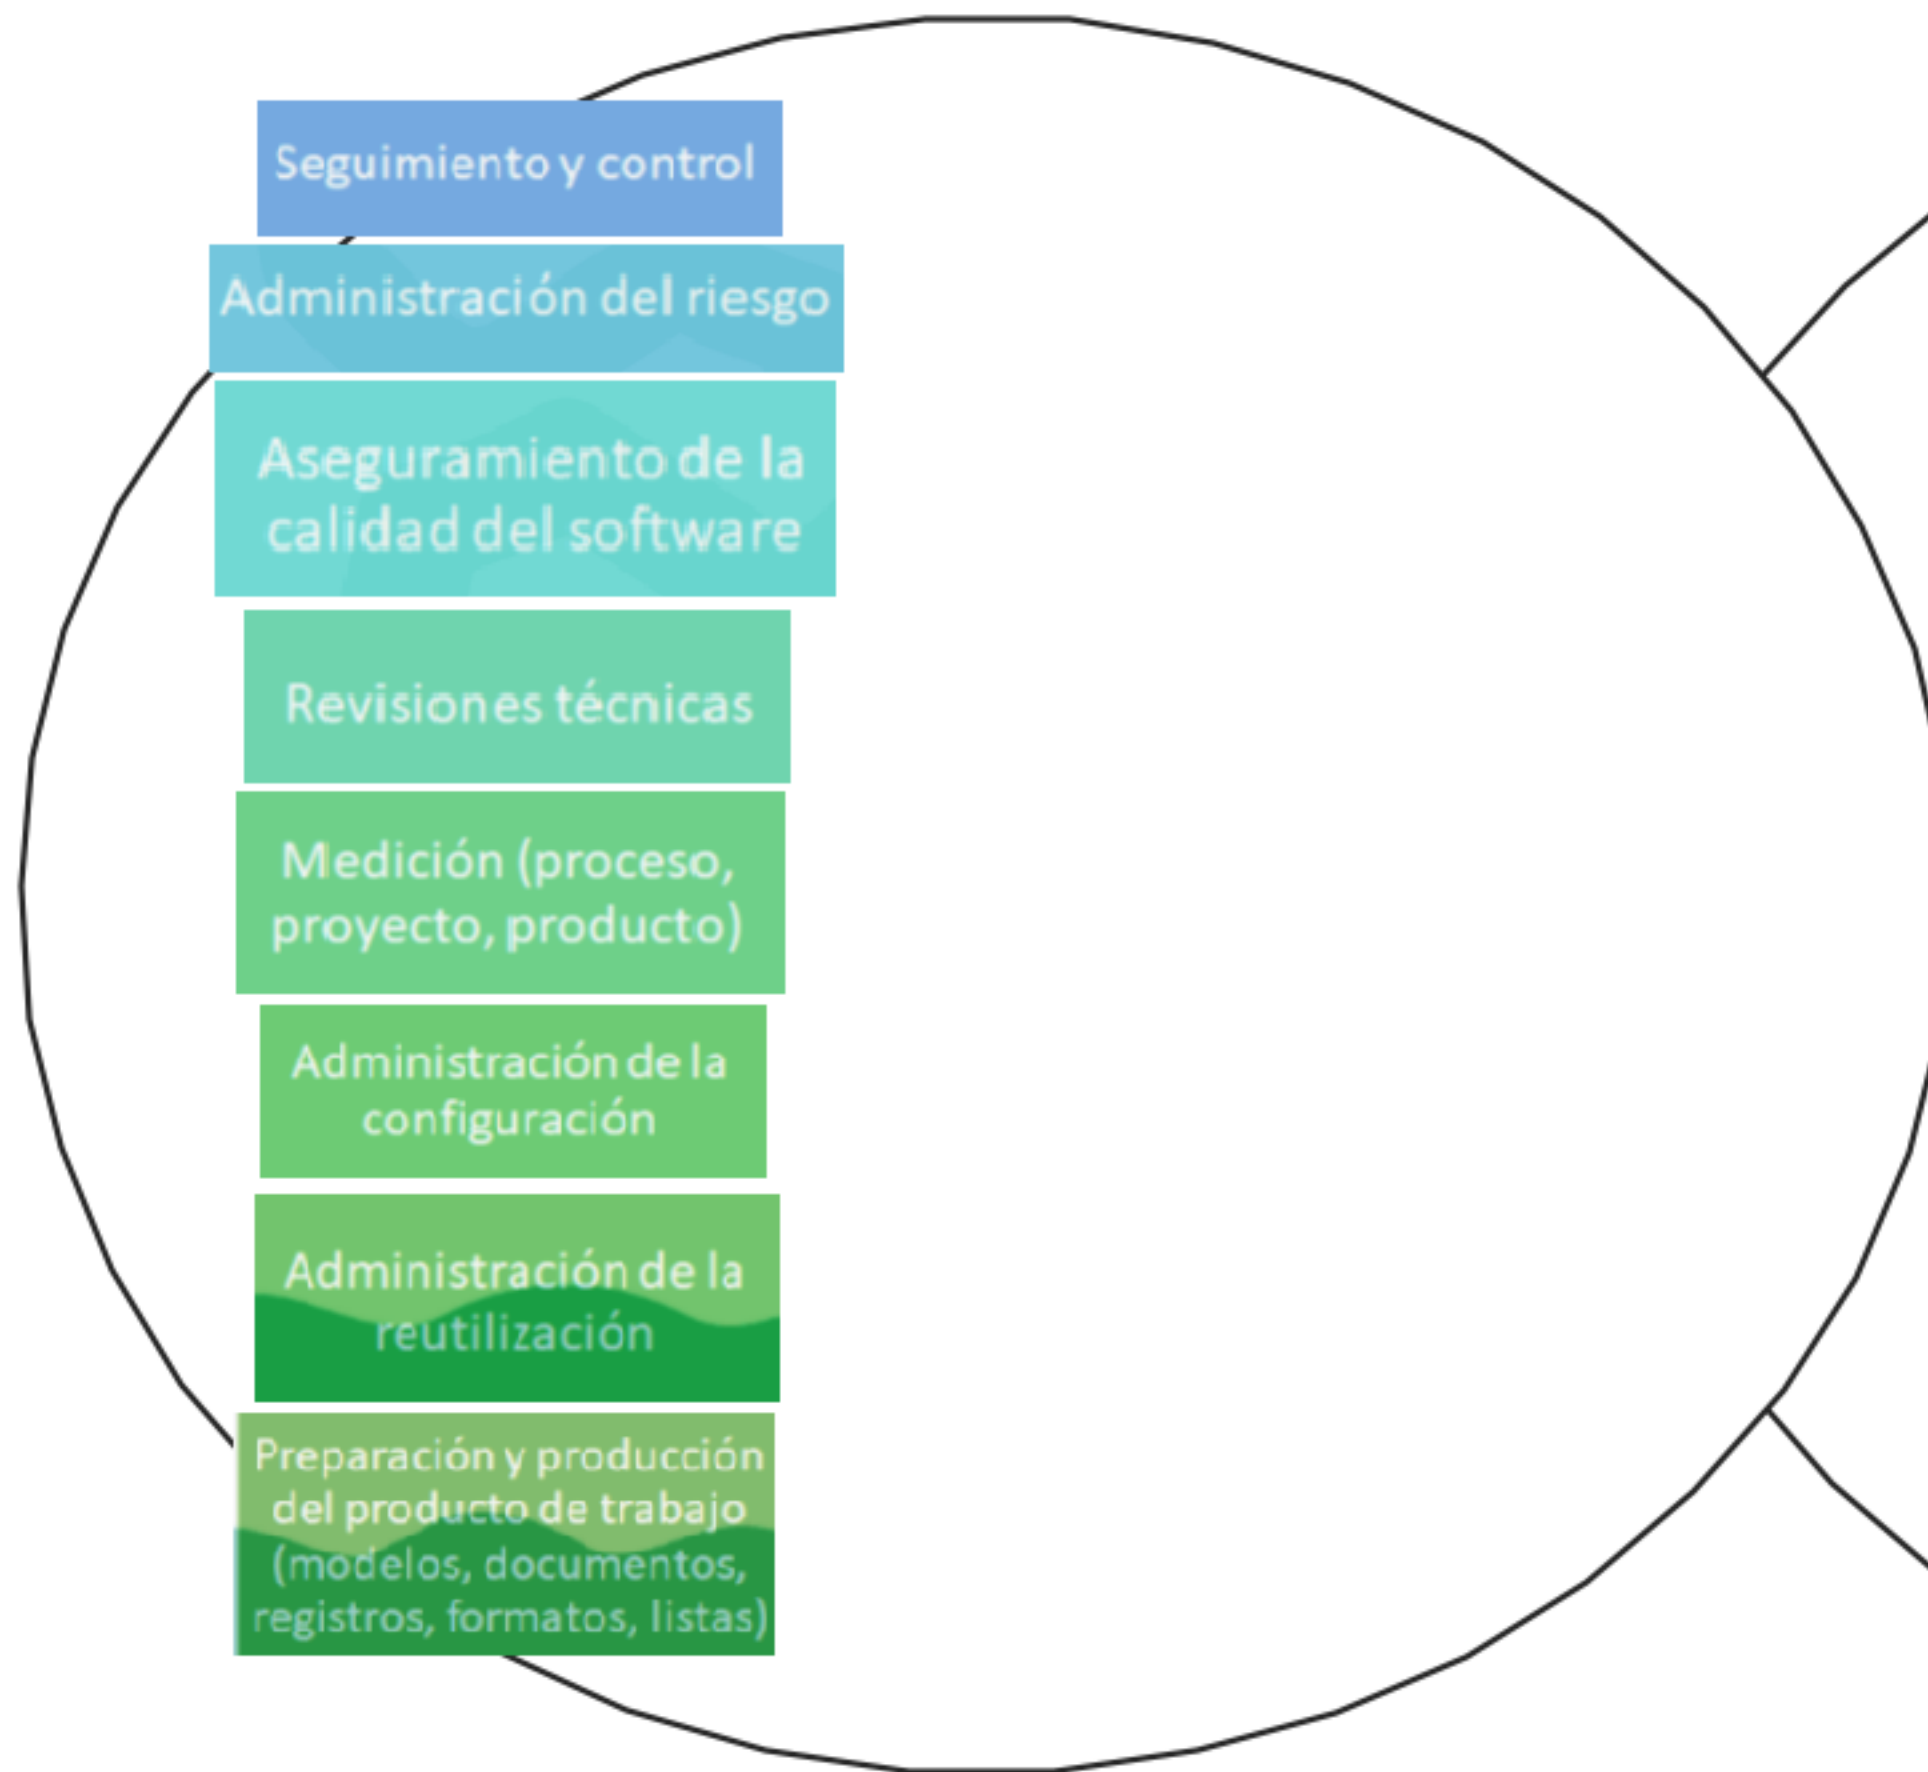 Seguimiento y control
Administración del riesgo
Aseguramiento de la
calidad del software
Revisiones técnicas
Medición (proceso,
proyecto, producto)
Administración de la
configuración
Administración de la
reutilización
Preparación y producción
del producto de trabajo
(modelos, documentos,
registros, formatos, listas)